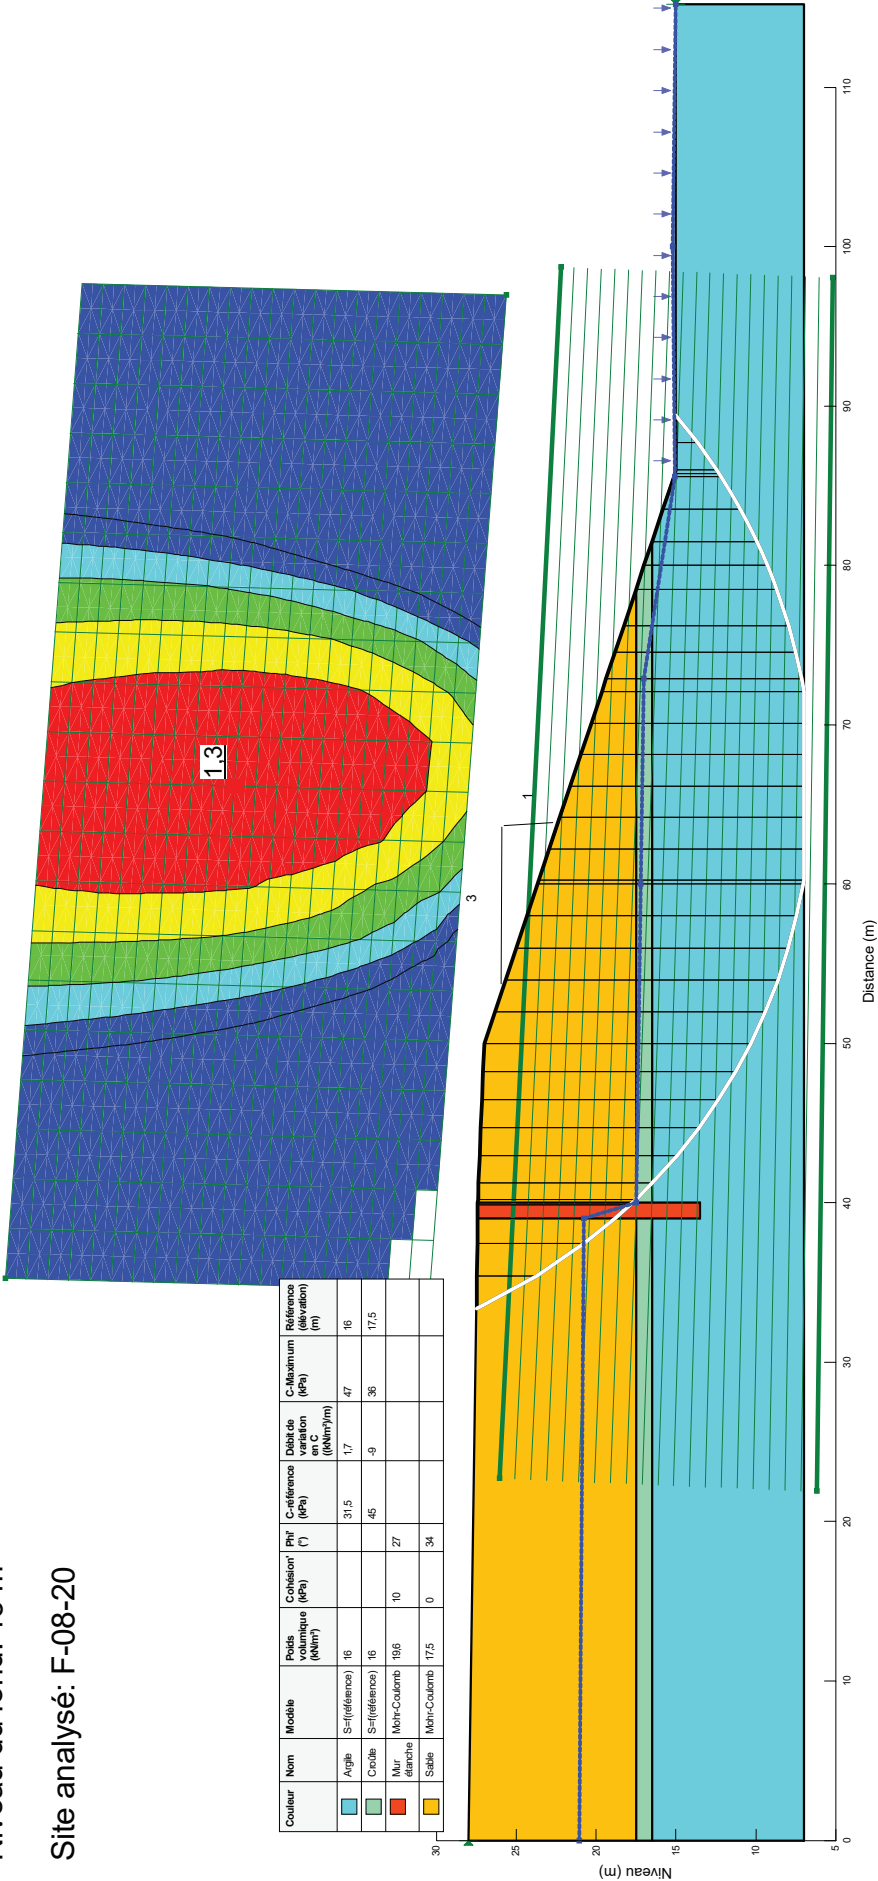 Site analysé: F-08-20
1,3
Couleur Nom Modèle Poids volumique (kN/m³) Cohésion' (kPa) Phi' (°) C-référence (kPa) Débit de variation en C ((kN/m²)/m) C-Maximum (kPa) Référence (élévation) (m)
Argile S=f(référence) 16 31,5 1,7 47 16
Croûte S=f(référence) 16 45 -9 36 17,5
Mur étanche Mohr-Coulomb 19,6 10 27
Sable Mohr-Coulomb 17,5 0 34
1
3
30
25
20
15
10
5
Niveau (m)
0 10 20 30 40 50 60 70 80 90 100 110
Distance (m)